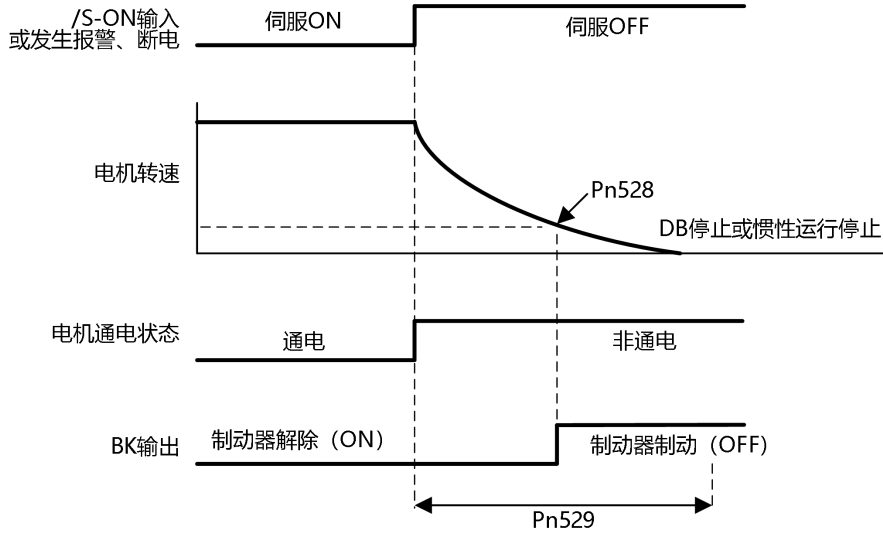 /S-ON输入
或发生报警、断电
伺服ON
伺服OFF
电机转速
Pn528
DB停止或惯性运行停止
电机通电状态
通电
非通电
BK输出
制动器解除（ON）
制动器制动（OFF）
Pn529